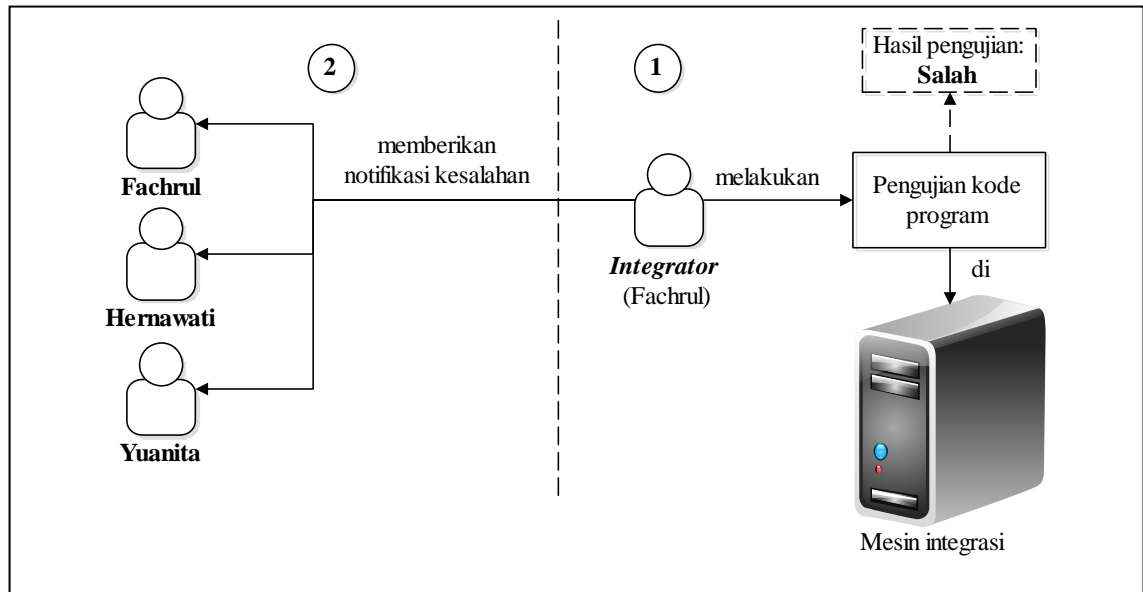 2
1
Hasil pengujian:
Salah
Fachrul
memberikan
notifikasi kesalahan
melakukan
Pengujian kode
program
Integrator
(Fachrul)
di
Hernawati
Yuanita
Mesin integrasi